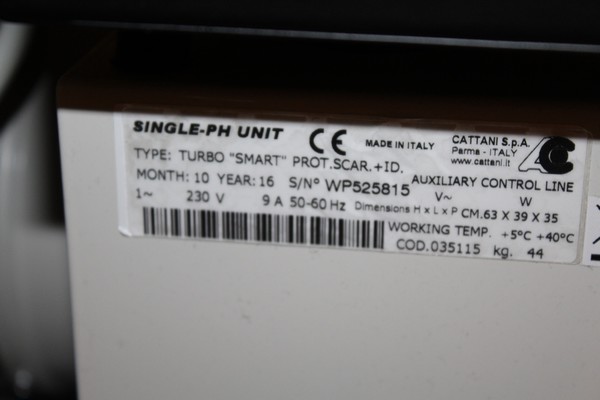 SINGLE-PH UNIT CE MADE IN ITALY CATTANI S.p.A.
Parma - ITALY
www.cattani.it
AC
TYPE: TURBO "SMART" PROT.SCAR.+ID.
MONTH: 10 YEAR: 16 S/N° WP525815 AUXILIARY CONTROL LINE
1~ 230 V 9 A 50-60 Hz V~ W
Dimensions H x L x P CM.63 X 39 X 35
WORKING TEMP. +5°C +40°C
COD.035115 kg. 44